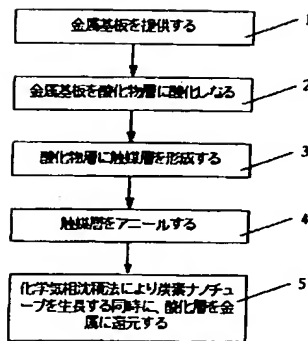 金属基板を提供する
1
金属基板を酸化物層に酸化しなる
2
酸化物層に触媒層を形成する
3
触媒層をアニールする
4
化学気相沈積法により炭素ナノチュ
ーブを生長する同時に、酸化層を金
属に還元する
5